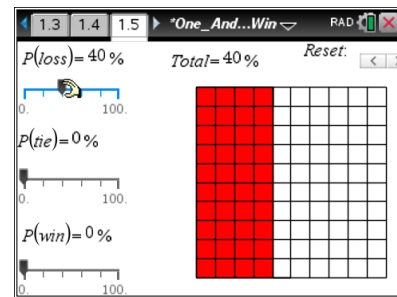 1.3 1.4 1.5 *One_And...Win RAD
P(loss)=40%
Total=40%
Reset:
0. 100.
P(tie)=0%
0. 100.
P(win)=0%
0. 100.